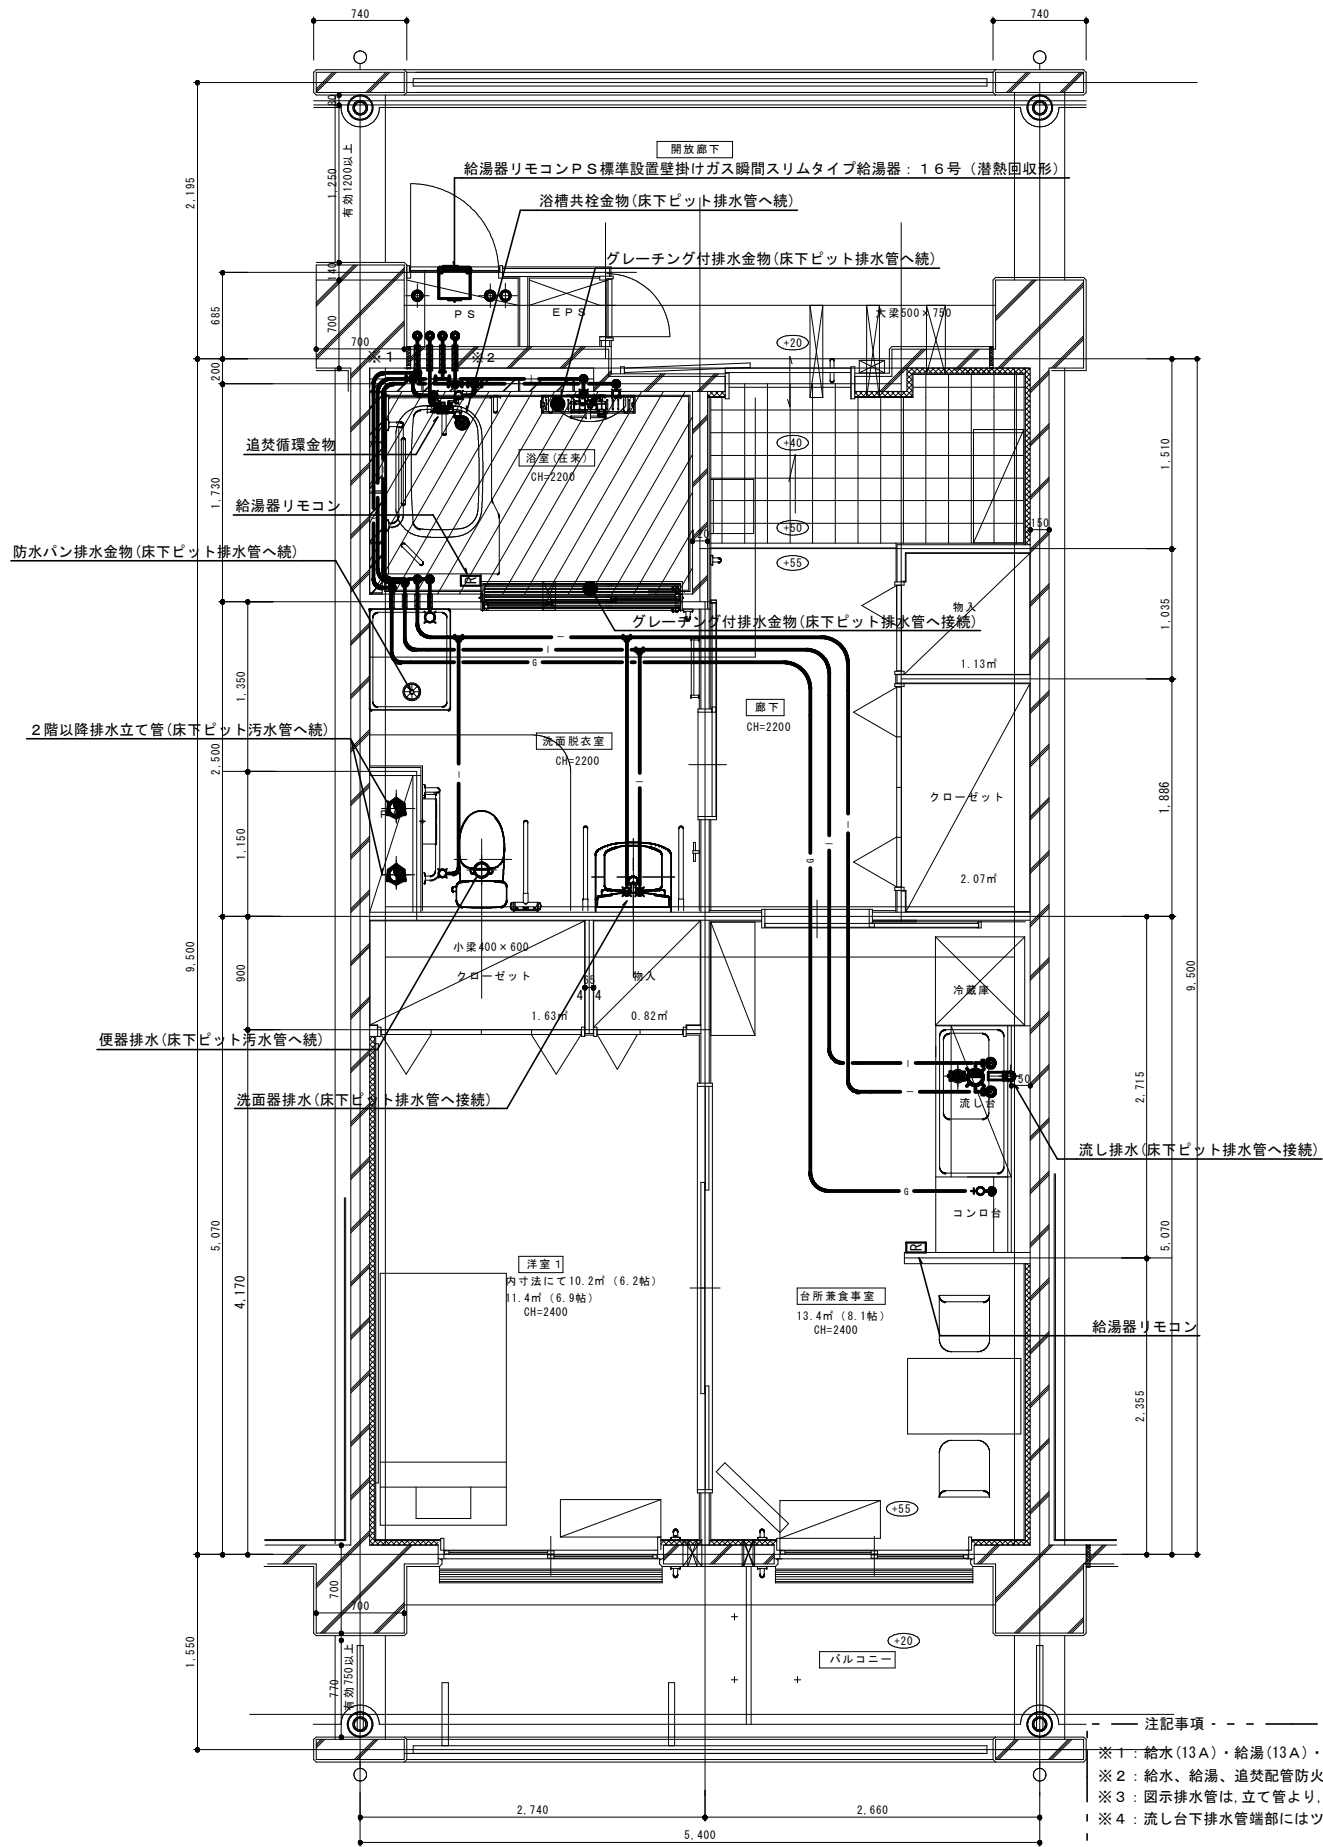 740
740
開放廊下
給湯器リモコンPS標準設置壁掛けガス瞬間スリムタイプ給湯器：16号（潜熱回収形）
浴槽共栓金物(床下ピット排水管へ続)
グレーチング付排水金物(床下ピット排水管へ続)
80
1,250
有効1200以上
2,195
140
685
700
700
200
PS
EPS
大梁500×750
※1
※2
+20
追焚循環金物
浴室(在来)
CH=2200
+40
1,510
1,730
給湯器リモコン
R
+50
150
120
防水パン排水金物(床下ピット排水管へ続)
+55
物入
グレーチング付排水金物(床下ピット排水管へ接続)
1,035
I
G
1.13㎡
1,350
廊下
CH=2200
2階以降排水立て管(床下ピット汚水管へ続)
2,500
洗面脱衣室
CH=2200
クローゼット
1,886
1,150
G
2.07㎡
9,500
小梁400×600
クローゼット
物入
65
4
4
1.63㎡
0.82㎡
900
冷蔵庫
9,500
便器排水(床下ピット汚水管へ続)
洗面器排水(床下ピット排水管へ接続)
流し台
50
2,715
流し排水(床下ピット排水管へ接続)
G
コンロ台
5,070
5,070
R
4,170
洋室1
内寸法にて10.2㎡（6.2帖）
11.4㎡（6.9帖）
CH=2400
台所兼食事室
13.4㎡（8.1帖）
CH=2400
給湯器リモコン
2,355
+55
700
700
1,550
770
有効750以上
+20
バルコニー
注記事項
※1：給水(13A)・給湯(13A)・
※2：給水、給湯、追焚配管防火
※3：図示排水管は,立て管より,
※4：流し台下排水管端部にはツ
2,740
2,660
5,400